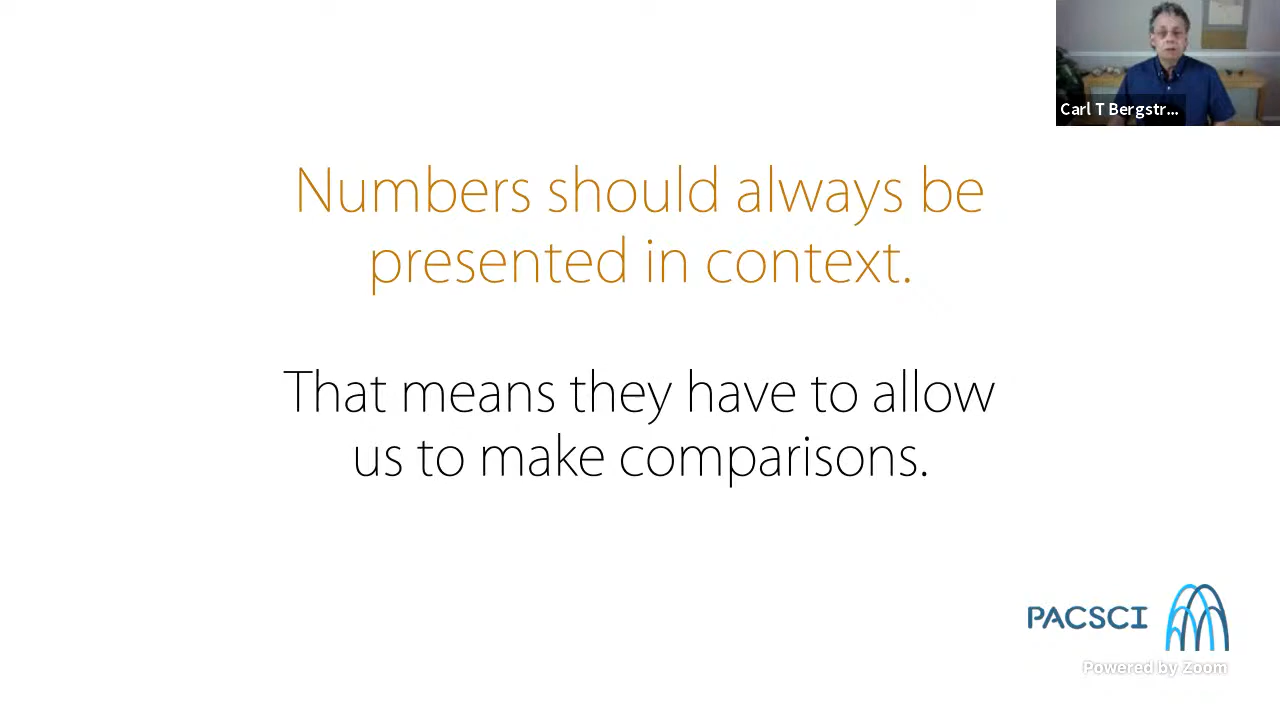 Carl T Bergstr...
Numbers should always be
presented in context.
That means they have to allow
us to make comparisons.
PACSCI
Powered by Zoom